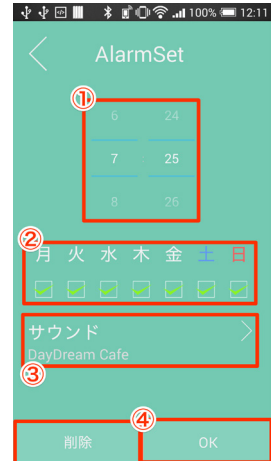 100% 12:11
AlarmSet
①
6 24
7 : 25
8 26
②
月 火 水 木 金 土 日
サウンド
DayDream Cafe
③
④
削除 OK